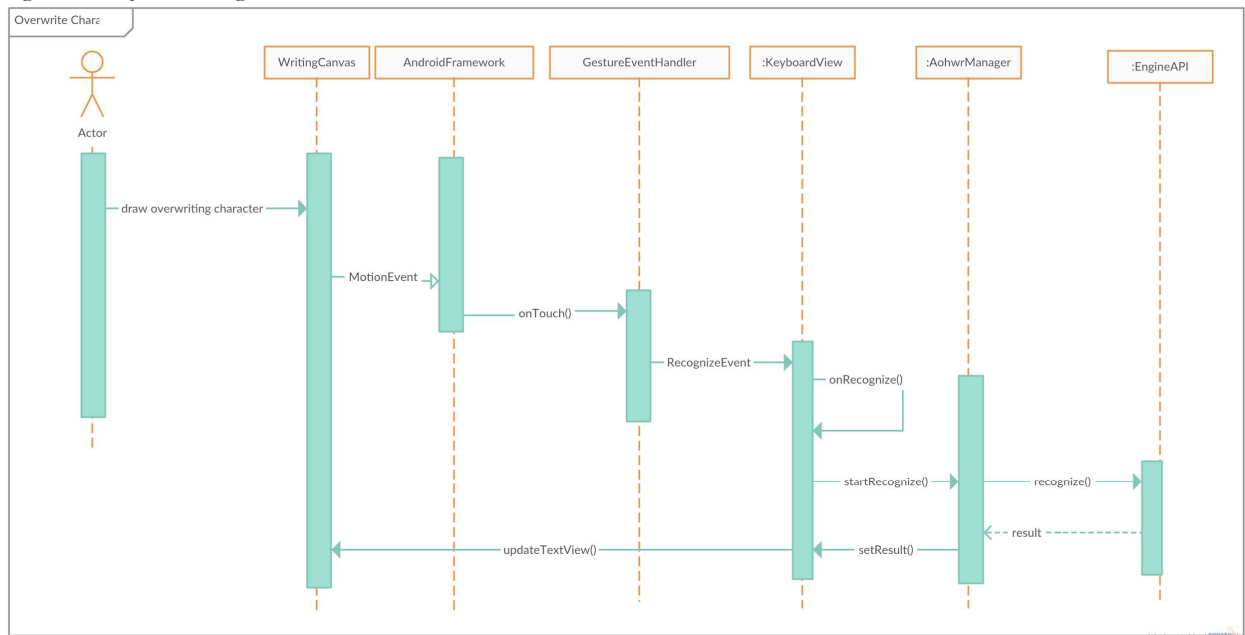 Overwrite Chara
WritingCanvas
AndroidFramework
GestureEventHandler
:KeyboardView
:AohwrManager
:EngineAPI
Actor
draw overwriting character
MotionEvent
onTouch()
RecognizeEvent
onRecognize()
startRecognize()
recognize()
result
updateTextView()
setResult()